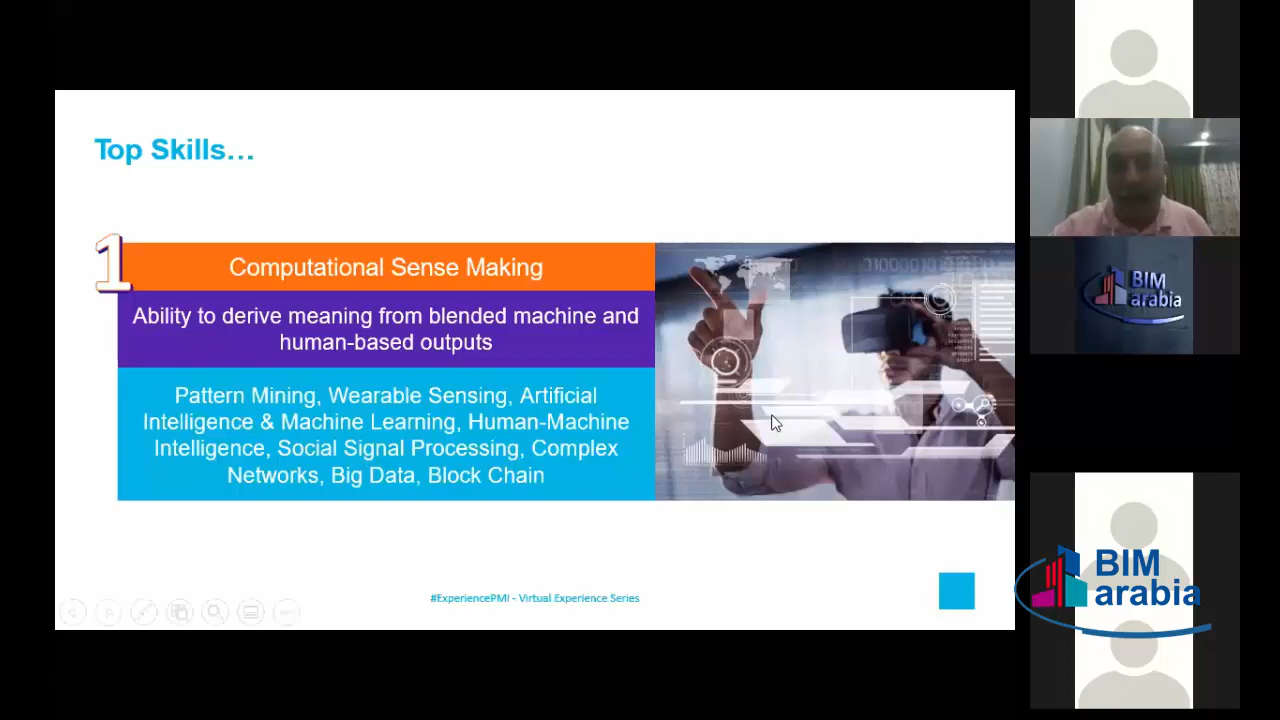 Top Skills…
1
Computational Sense Making
Ability to derive meaning from blended machine and
human-based outputs
Pattern Mining, Wearable Sensing, Artificial
Intelligence & Machine Learning, Human-Machine
Intelligence, Social Signal Processing, Complex
Networks, Big Data, Block Chain
#ExperiencePMI - Virtual Experience Series
BIM
arabia
BIM
arabia